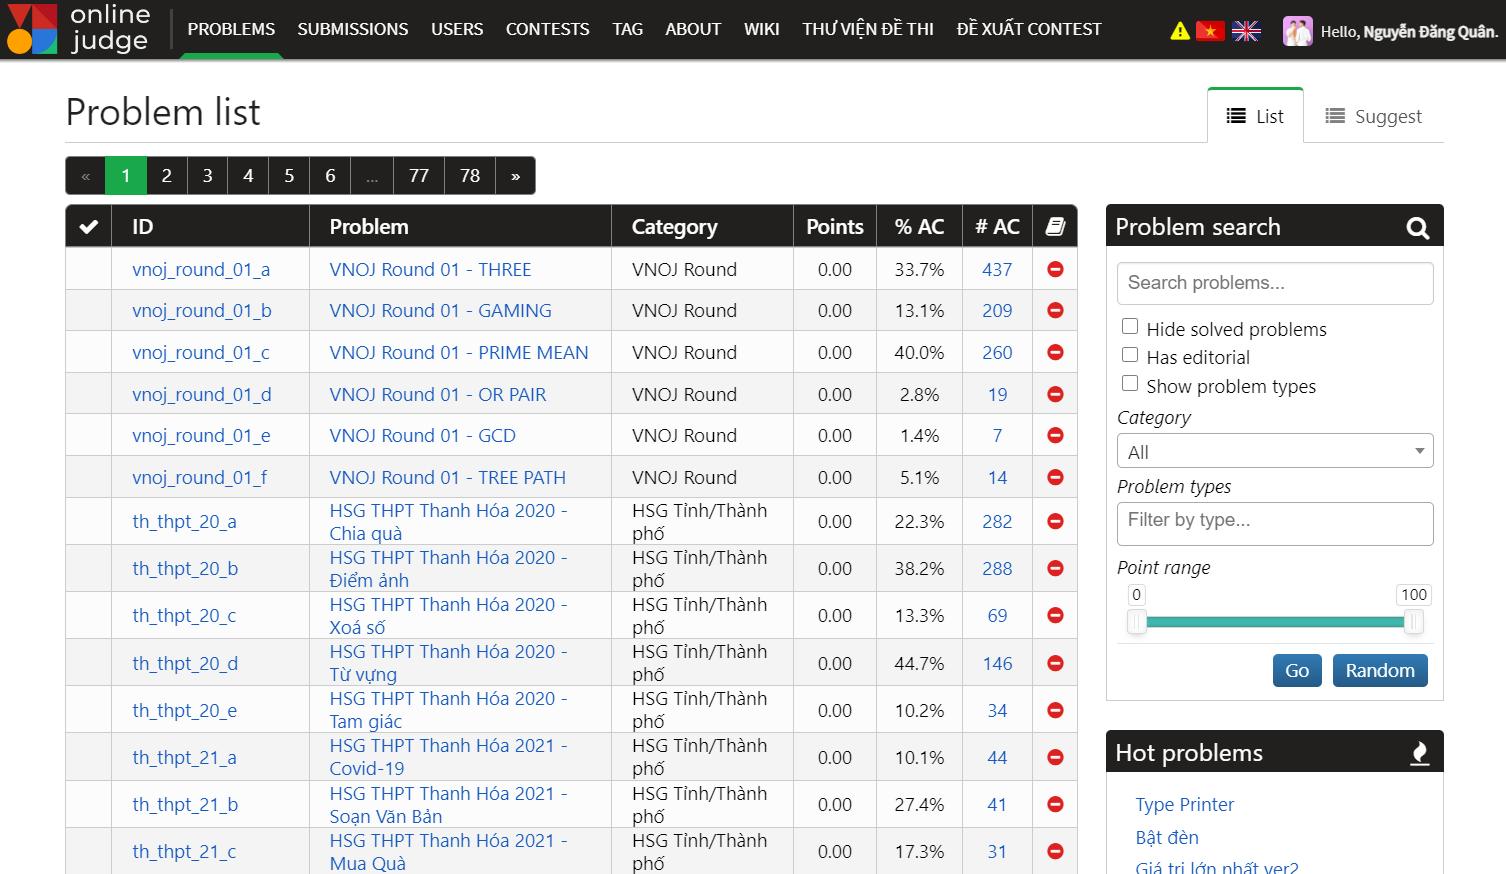 online
judge
PROBLEMS SUBMISSIONS USERS CONTESTS TAG ABOUT WIKI THƯ VIỆN ĐỀ THI ĐỀ XUẤT CONTEST
Hello, Nguyễn Đăng Quân.
Problem list
List Suggest
« 1 2 3 4 5 6 ... 77 78 »
ID Problem Category Points % AC # AC
vnoj_round_01_a VNOJ Round 01 - THREE VNOJ Round 0.00 33.7% 437
vnoj_round_01_b VNOJ Round 01 - GAMING VNOJ Round 0.00 13.1% 209
vnoj_round_01_c VNOJ Round 01 - PRIME MEAN VNOJ Round 0.00 40.0% 260
vnoj_round_01_d VNOJ Round 01 - OR PAIR VNOJ Round 0.00 2.8% 19
vnoj_round_01_e VNOJ Round 01 - GCD VNOJ Round 0.00 1.4% 7
vnoj_round_01_f VNOJ Round 01 - TREE PATH VNOJ Round 0.00 5.1% 14
th_thpt_20_a HSG THPT Thanh Hóa 2020 - Chia quà HSG Tỉnh/Thành phố 0.00 22.3% 282
th_thpt_20_b HSG THPT Thanh Hóa 2020 - Điểm ảnh HSG Tỉnh/Thành phố 0.00 38.2% 288
th_thpt_20_c HSG THPT Thanh Hóa 2020 - Xoá số HSG Tỉnh/Thành phố 0.00 13.3% 69
th_thpt_20_d HSG THPT Thanh Hóa 2020 - Từ vựng HSG Tỉnh/Thành phố 0.00 44.7% 146
th_thpt_20_e HSG THPT Thanh Hóa 2020 - Tam giác HSG Tỉnh/Thành phố 0.00 10.2% 34
th_thpt_21_a HSG THPT Thanh Hóa 2021 - Covid-19 HSG Tỉnh/Thành phố 0.00 10.1% 44
th_thpt_21_b HSG THPT Thanh Hóa 2021 - Soạn Văn Bản HSG Tỉnh/Thành phố 0.00 27.4% 41
th_thpt_21_c HSG THPT Thanh Hóa 2021 - Mua Quà HSG Tỉnh/Thành phố 0.00 17.3% 31
Problem search
Search problems...
Hide solved problems
Has editorial
Show problem types
Category
All
Problem types
Filter by type...
Point range
0 100
Go Random
Hot problems
Type Printer
Bật đèn
Giá trị lớn nhất ver2